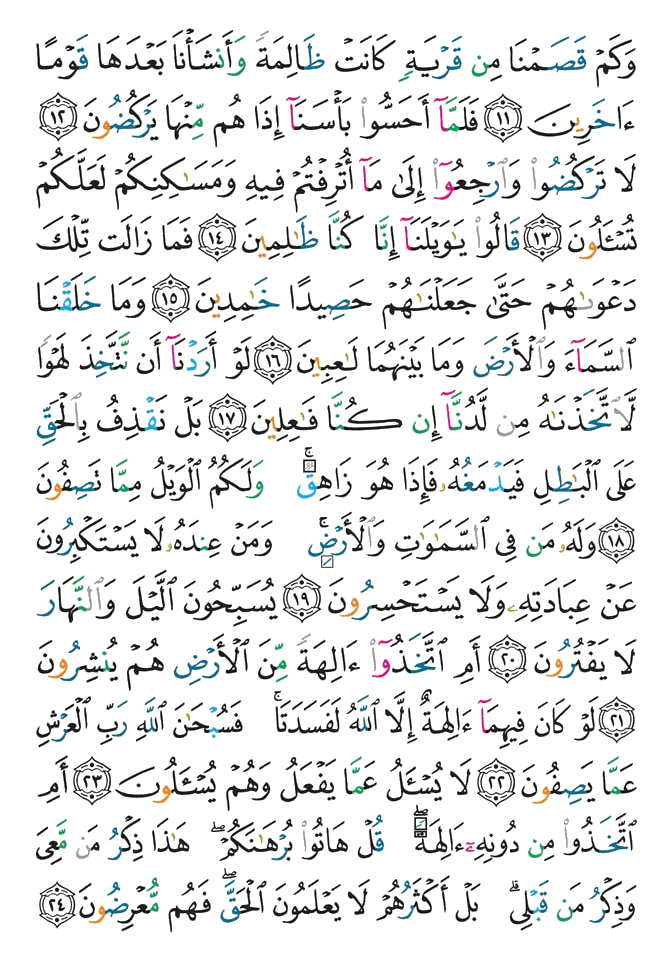 وَكَمْ قَصَمْنَا مِن قَرْيَةٍ كَانَتْ ظَالِمَةً وَأَنشَأْنَا بَعْدَهَا قَوْمًا
ءَاخَرِينَ ١١ فَلَمَّآ أَحَسُّوا۟ بَأْسَنَآ إِذَا هُم مِّنْهَا يَرْكُضُونَ ١٢
لَا تَرْكُضُوا۟ وَٱرْجِعُوٓا۟ إِلَىٰ مَآ أُتْرِفْتُمْ فِيهِ وَمَسَـٰكِنِكُمْ لَعَلَّكُمْ
تُسْـَٔلُونَ ١٣ قَالُوا۟ يَـٰوَيْلَنَآ إِنَّا كُنَّا ظَـٰلِمِينَ ١٤ فَمَا زَالَت تِّلْكَ
دَعْوَىٰهُمْ حَتَّىٰ جَعَلْنَـٰهُمْ حَصِيدًا خَـٰمِدِينَ ١٥ وَمَا خَلَقْنَا
ٱلسَّمَآءَ وَٱلْأَرْضَ وَمَا بَيْنَهُمَا لَـٰعِبِينَ ١٦ لَوْ أَرَدْنَآ أَن نَّتَّخِذَ لَهْوًا
لَّٱتَّخَذْنَـٰهُ مِن لَّدُنَّآ إِن كُنَّا فَـٰعِلِينَ ١٧ بَلْ نَقْذِفُ بِٱلْحَقِّ
عَلَى ٱلْبَـٰطِلِ فَيَدْمَغُهُۥ فَإِذَا هُوَ زَاهِقٌ ۚ وَلَكُمُ ٱلْوَيْلُ مِمَّا تَصِفُونَ
١٨ وَلَهُۥ مَن فِى ٱلسَّمَـٰوَٰتِ وَٱلْأَرْضِ ۚ وَمَنْ عِندَهُۥ لَا يَسْتَكْبِرُونَ
عَنْ عِبَادَتِهِۦ وَلَا يَسْتَحْسِرُونَ ١٩ يُسَبِّحُونَ ٱلَّيْلَ وَٱلنَّهَارَ
لَا يَفْتُرُونَ ٢٠ أَمِ ٱتَّخَذُوٓا۟ ءَالِهَةً مِّنَ ٱلْأَرْضِ هُمْ يُنشِرُونَ
٢١ لَوْ كَانَ فِيهِمَآ ءَالِهَةٌ إِلَّا ٱللَّهُ لَفَسَدَتَا ۚ فَسُبْحَـٰنَ ٱللَّهِ رَبِّ ٱلْعَرْشِ
عَمَّا يَصِفُونَ ٢٢ لَا يُسْـَٔلُ عَمَّا يَفْعَلُ وَهُمْ يُسْـَٔلُونَ ٢٣ أَمِ
ٱتَّخَذُوا۟ مِن دُونِهِۦٓ ءَالِهَةً ۖ قُلْ هَاتُوا۟ بُرْهَـٰنَكُمْ ۖ هَـٰذَا ذِكْرُ مَن مَّعِىَ
وَذِكْرُ مَن قَبْلِى ۗ بَلْ أَكْثَرُهُمْ لَا يَعْلَمُونَ ٱلْحَقَّ ۖ فَهُم مُّعْرِضُونَ ٢٤